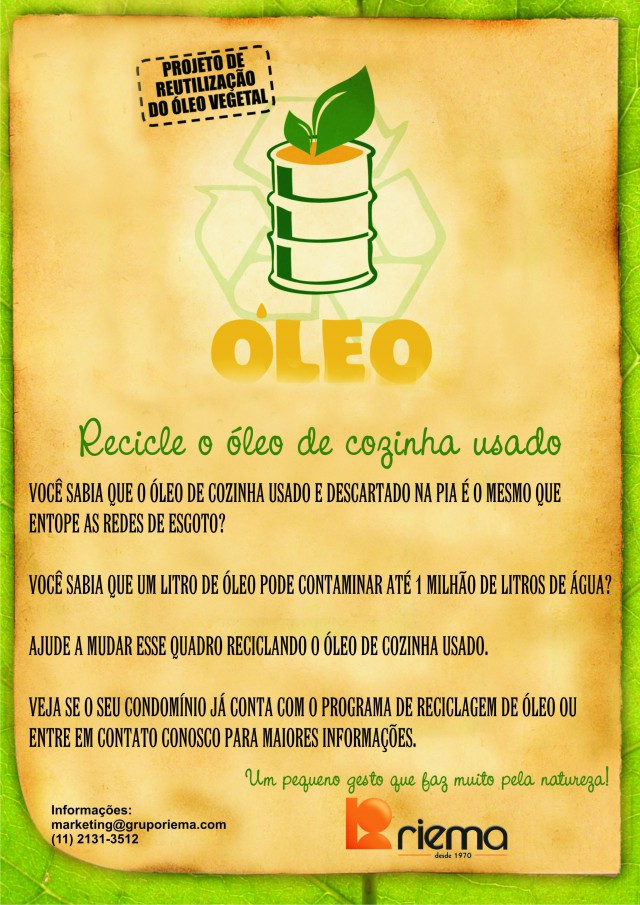 PROJETO DE
REUTILIZAÇÃO
DO ÓLEO VEGETAL
ÓLEO
Recicle o óleo de cozinha usado
VOCÊ SABIA QUE O ÓLEO DE COZINHA USADO E DESCARTADO NA PIA É O MESMO QUE
ENTOPE AS REDES DE ESGOTO?
VOCÊ SABIA QUE UM LITRO DE ÓLEO PODE CONTAMINAR ATÉ 1 MILHÃO DE LITROS DE ÁGUA?
AJUDE A MUDAR ESSE QUADRO RECICLANDO O ÓLEO DE COZINHA USADO.
VEJA SE O SEU CONDOMÍNIO JÁ CONTA COM O PROGRAMA DE RECICLAGEM DE ÓLEO OU
ENTRE EM CONTATO CONOSCO PARA MAIORES INFORMAÇÕES.
Um pequeno gesto que faz muito pela natureza!
Informações:
marketing@gruporiema.com
(11) 2131-3512
riema
desde 1970